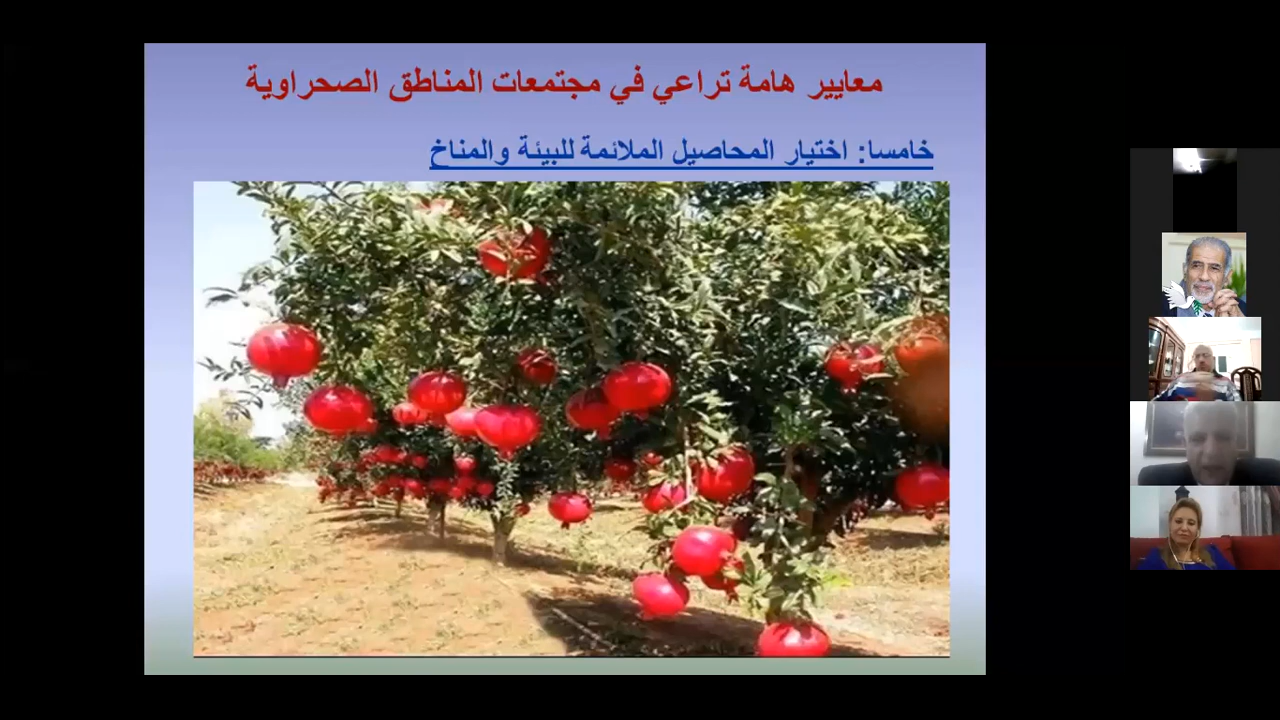 معايير هامة تراعي في مجتمعات المناطق الصحراوية
خامسا: اختيار المحاصيل الملائمة للبيئة والمناخ